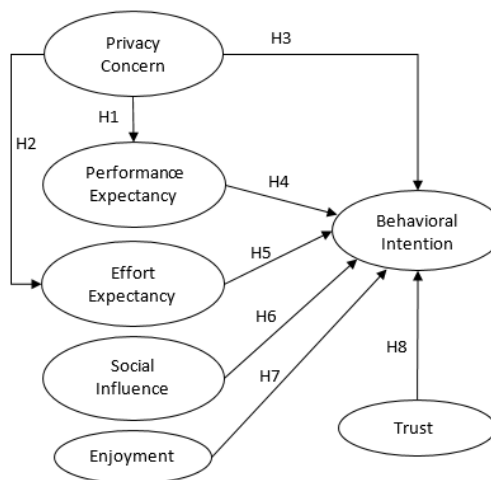 Privacy
Concern
H3
H1
H2
Performance
Expectancy
H4
Behavioral
Intention
H5
Effort
Expectancy
H6
H8
Social
Influence
H7
Trust
Enjoyment